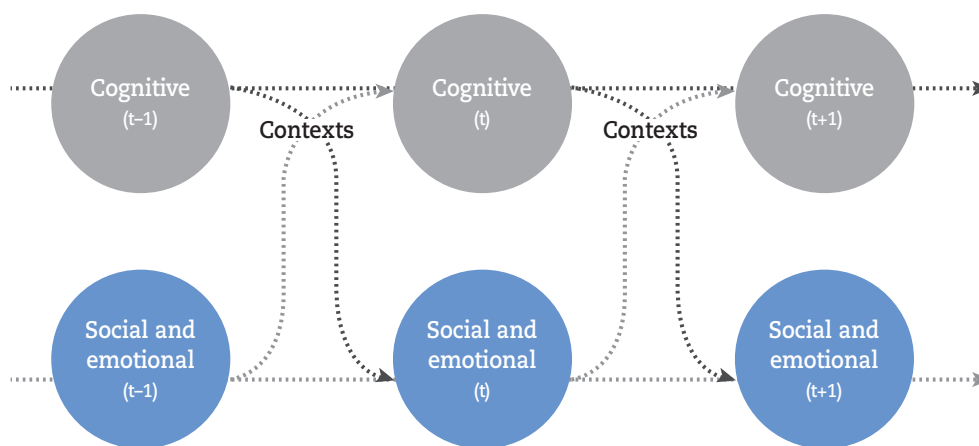 Cognitive
(t–1)
Cognitive
(t)
Cognitive
(t+1)
Contexts
Contexts
Social and
emotional
(t–1)
Social and
emotional
(t)
Social and
emotional
(t+1)